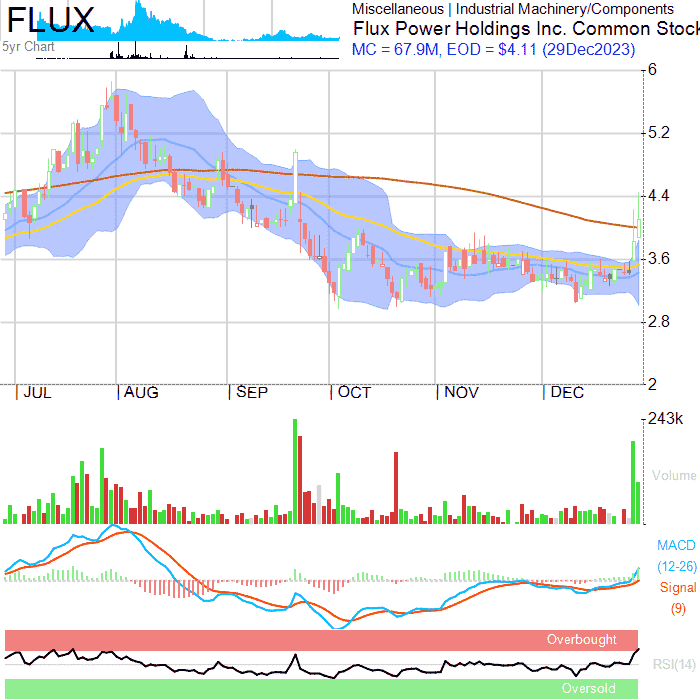 FLUX
Miscellaneous | Industrial Machinery/Components
Flux Power Holdings Inc. Common Stock
5yr Chart
MC = 67.9M, EOD = $4.11 (29Dec2023)
6
5.2
4.4
3.6
2.8
2
| JUL | AUG | SEP | OCT | NOV | DEC
243k
Volume
MACD
(12-26)
Signal
(9)
Overbought
RSI(14)
Oversold